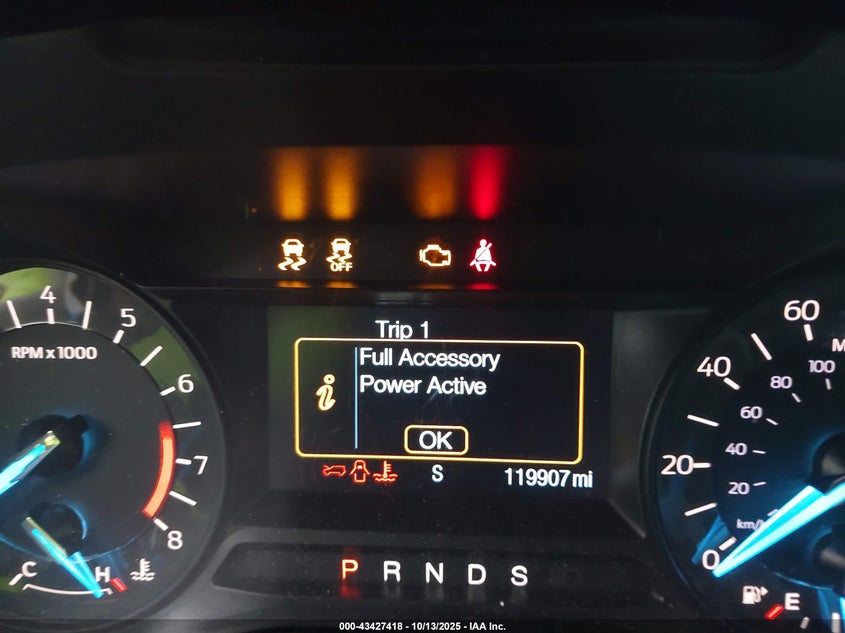 OFF
4
5
6
7
8
RPM x 1000
C
H
Trip 1
Full Accessory
Power Active
i
OK
S
119907 mi
P R N D S
60
40
20
0
100
80
60
40
20
km/
M
E
000-43427418 - 10/13/2025 - IAA Inc.